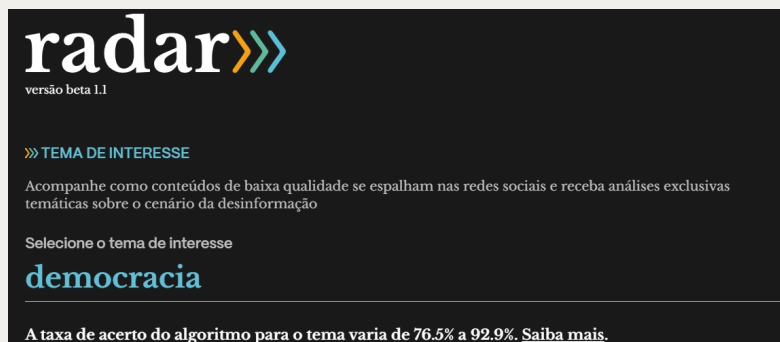 radar
versão beta 1.1
TEMA DE INTERESSE
Acompanhe como conteúdos de baixa qualidade se espalham nas redes sociais e receba análises exclusivas
temáticas sobre o cenário da desinformação
Selecione o tema de interesse
democracia
A taxa de acerto do algoritmo para o tema varia de 76.5% a 92.9%. Saiba mais.